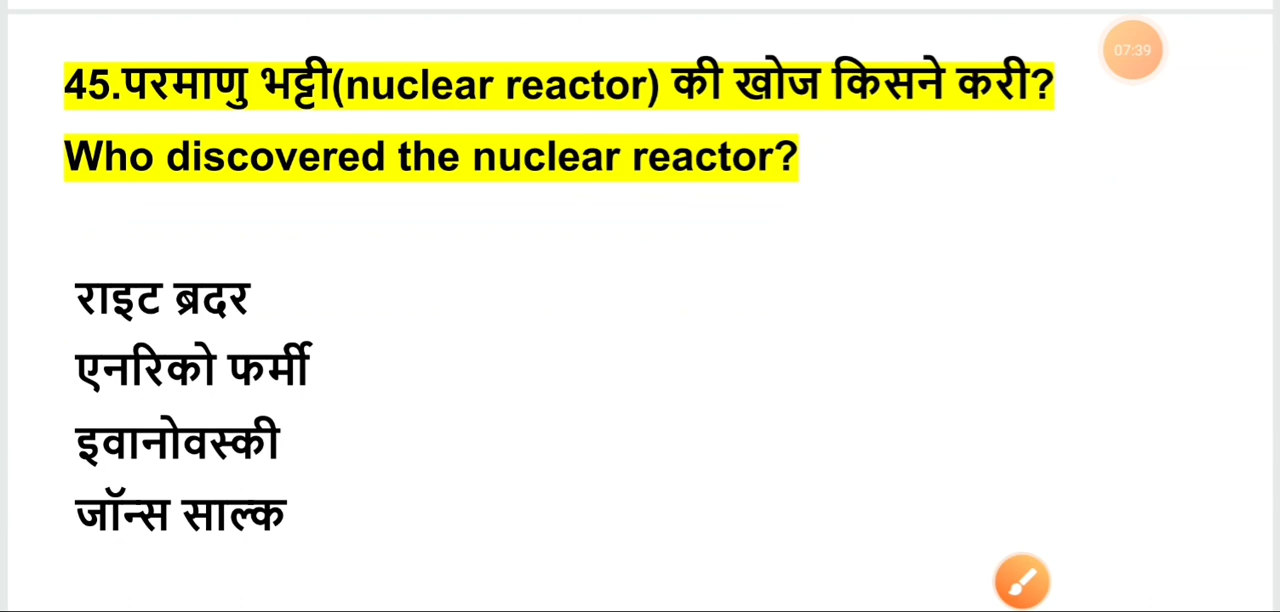 45.परमाणु भट्टी(nuclear reactor) की खोज किसने करी?
07:39
Who discovered the nuclear reactor?
राइट ब्रदर
एनरिको फर्मी
इवानोवस्की
जॉन्स साल्क